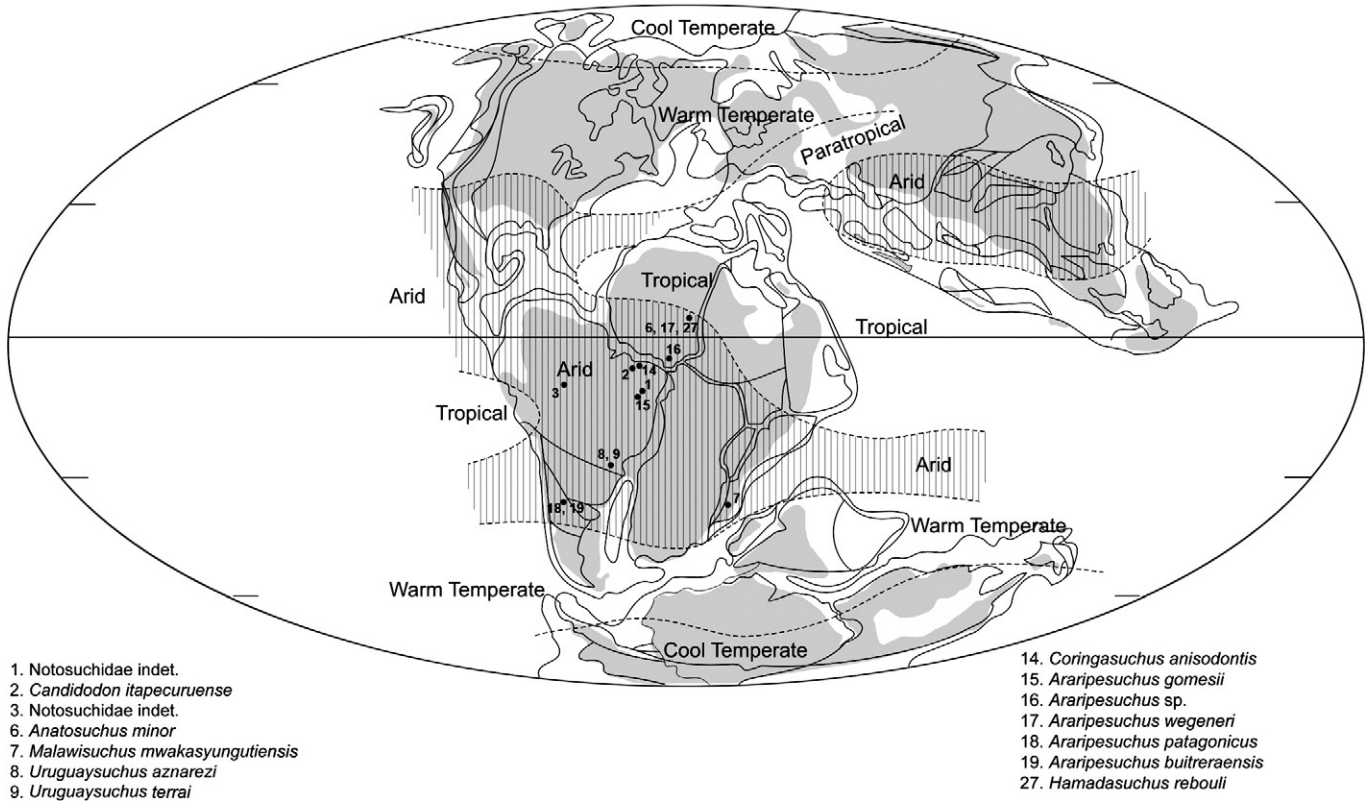 Cool Temperate
Warm Temperate
Paratropical
Arid
Tropical
Arid
6, 17, 27
Tropical
16
Arid
2
14
3
1
15
Tropical
8, 9
Arid
18, 19
7
Warm Temperate
Warm Temperate
Cool Temperate
1. Notosuchidae indet.
2. Candidodon itapecuruense
3. Notosuchidae indet.
6. Anatosuchus minor
7. Malawisuchus mwakasyungutiensis
8. Uruguaysuchus aznarezi
9. Uruguaysuchus terrai
14. Coringasuchus anisodontis
15. Araripesuchus gomesii
16. Araripesuchus sp.
17. Araripesuchus wegeneri
18. Araripesuchus patagonicus
19. Araripesuchus buitreraensis
27. Hamadasuchus rebouli